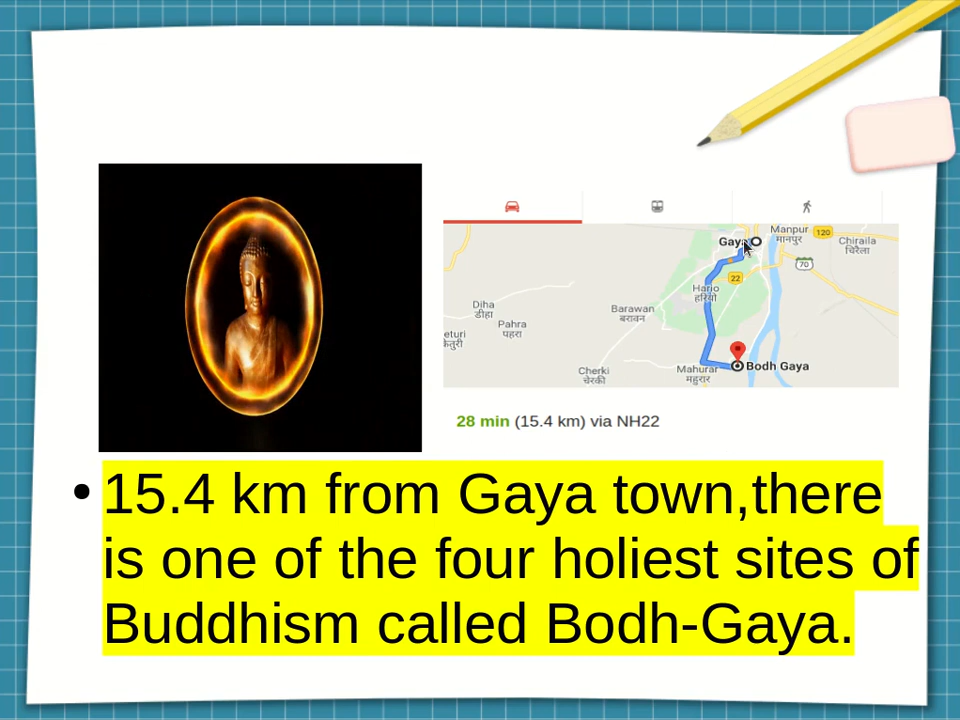 Gaya
Manpur
मानपुर
120
Chiraila
चिरैला
70
22
Hario
हरियो
Diha
डीहा
Barawan
बरावन
Pahra
पहरा
eturi
केतुरी
Cherki
चेरकी
Mahurar
महुरार
Bodh Gaya
28 min (15.4 km) via NH22
• 15.4 km from Gaya town,there
is one of the four holiest sites of
Buddhism called Bodh-Gaya.